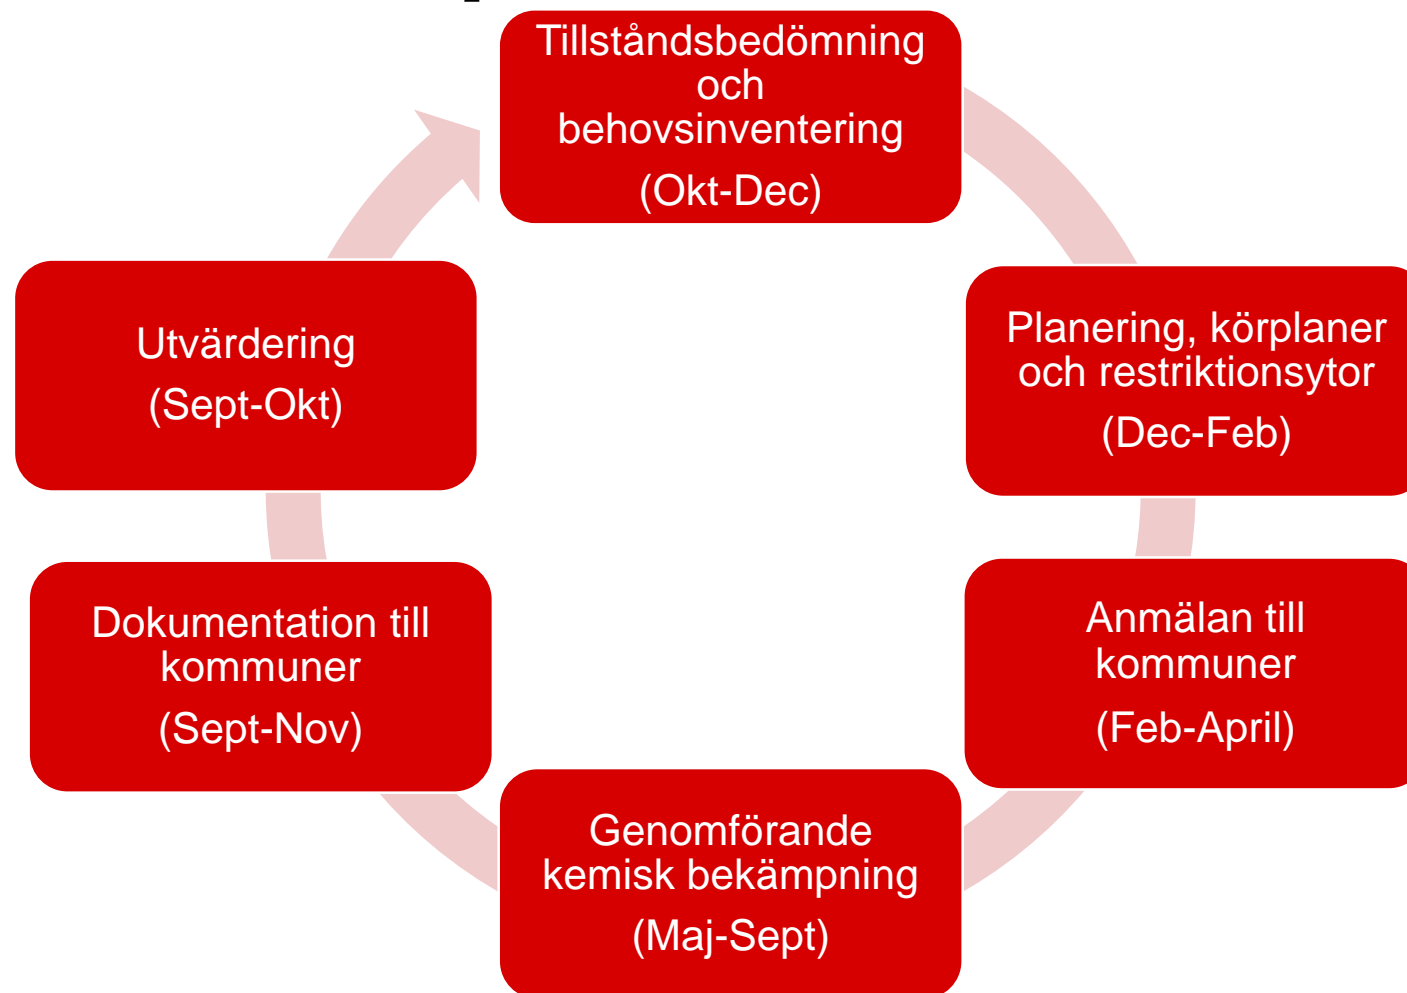 Tillståndsbedömning
och
behovsinventering
(Okt-Dec)
Planering, körplaner
och restriktionsytor
(Dec-Feb)
Anmälan till
kommuner
(Feb-April)
Genomförande
kemisk bekämpning
(Maj-Sept)
Dokumentation till
kommuner
(Sept-Nov)
Utvärdering
(Sept-Okt)